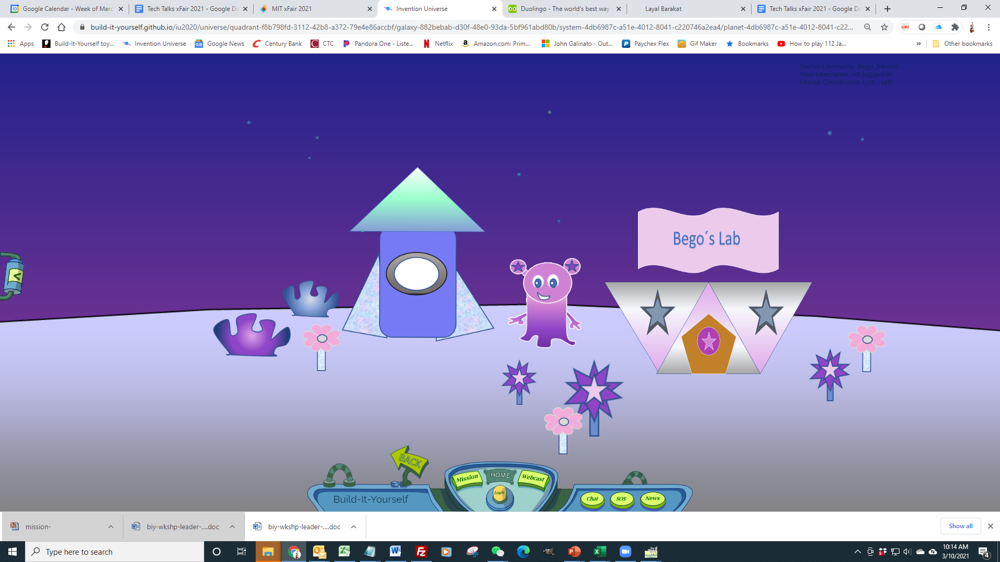 Google Calendar - Week of Marc
Tech Talks xFair 2021 - Google Do
MIT xFair 2021
Invention Universe
Duolingo - The world's best way
Layal Barakat
Tech Talks xFair 2021 - Google Do
build-it-yourself.github.io/iu2020/universe/quadrant-f8b798fd-3112-42b8-a372-79e4e86accbf/galaxy-882bebab-d30f-48e0-93da-5bf961abd80b/system-4db6987c-a51e-4012-8041-c220746a2ea4/planet-4db6987c-a51e-4012-8041-c22...
Apps
Build-It-Yourself toy...
Invention Universe
Google News
Century Bank
CTC
Pandora One - Liste...
Netflix
Amazon.com: Prim...
John Galinato - Out...
Paychex Flex
Gif Maker
Bookmarks
How to play 112 Ja...
»
Other bookmarks
Owner Username: Bego_Mexico
Your Username: not logged in
Mouse Coordinates: (170, -128)
Bego´s Lab
BACK
Mission
HOME
Webcast
Login
Build-It-Yourself
Chat
SOS
News
mission-
biy-wkshp-leader-....doc
biy-wkshp-leader-....doc
Show all
Type here to search
10:14 AM
3/10/2021
4